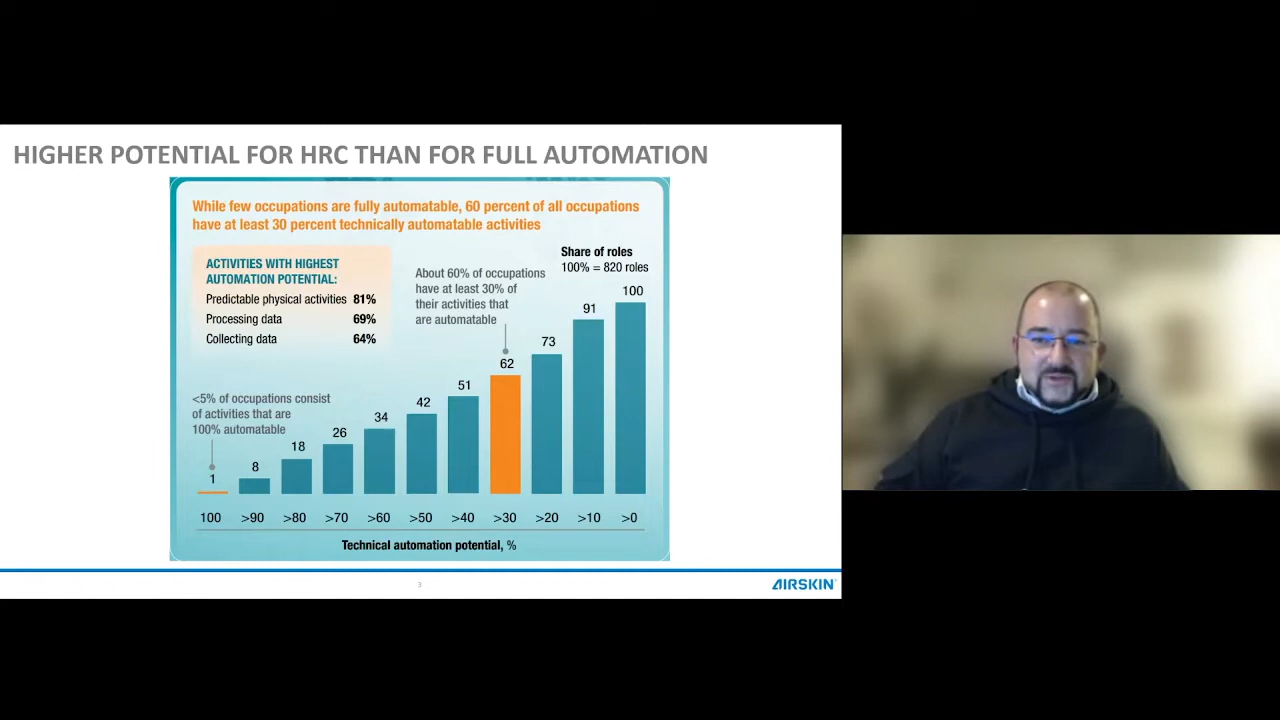 HIGHER POTENTIAL FOR HRC THAN FOR FULL AUTOMATION
While few occupations are fully automatable, 60 percent of all occupations
have at least 30 percent technically automatable activities
ACTIVITIES WITH HIGHEST
AUTOMATION POTENTIAL:
Predictable physical activities 81%
Processing data 69%
Collecting data 64%
About 60% of occupations
have at least 30% of
their activities that
are automatable
Share of roles
100% = 820 roles
<5% of occupations consist
of activities that are
100% automatable
1 8 18 26 34 42 51 62 73 91 100
100 >90 >80 >70 >60 >50 >40 >30 >20 >10 >0
Technical automation potential, %
3
AIRSKIN